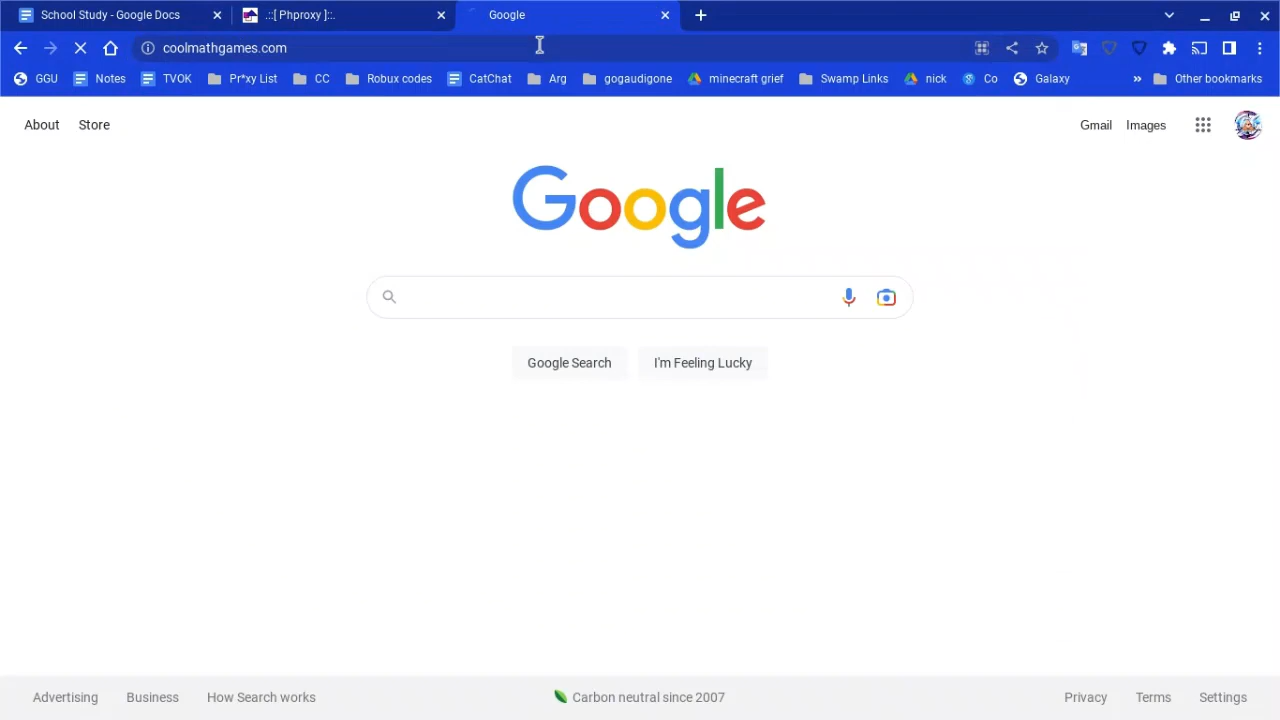 School Study - Google Docs
.::[ Phproxy ]::.
Google
coolmathgames.com
GGU Notes TVOK Pr*xy List CC Robux codes CatChat Arg gogaudigone minecraft grief Swamp Links nick Co Galaxy » Other bookmarks
About Store Gmail Images
Google
Google Search I'm Feeling Lucky
Advertising Business How Search works Carbon neutral since 2007 Privacy Terms Settings